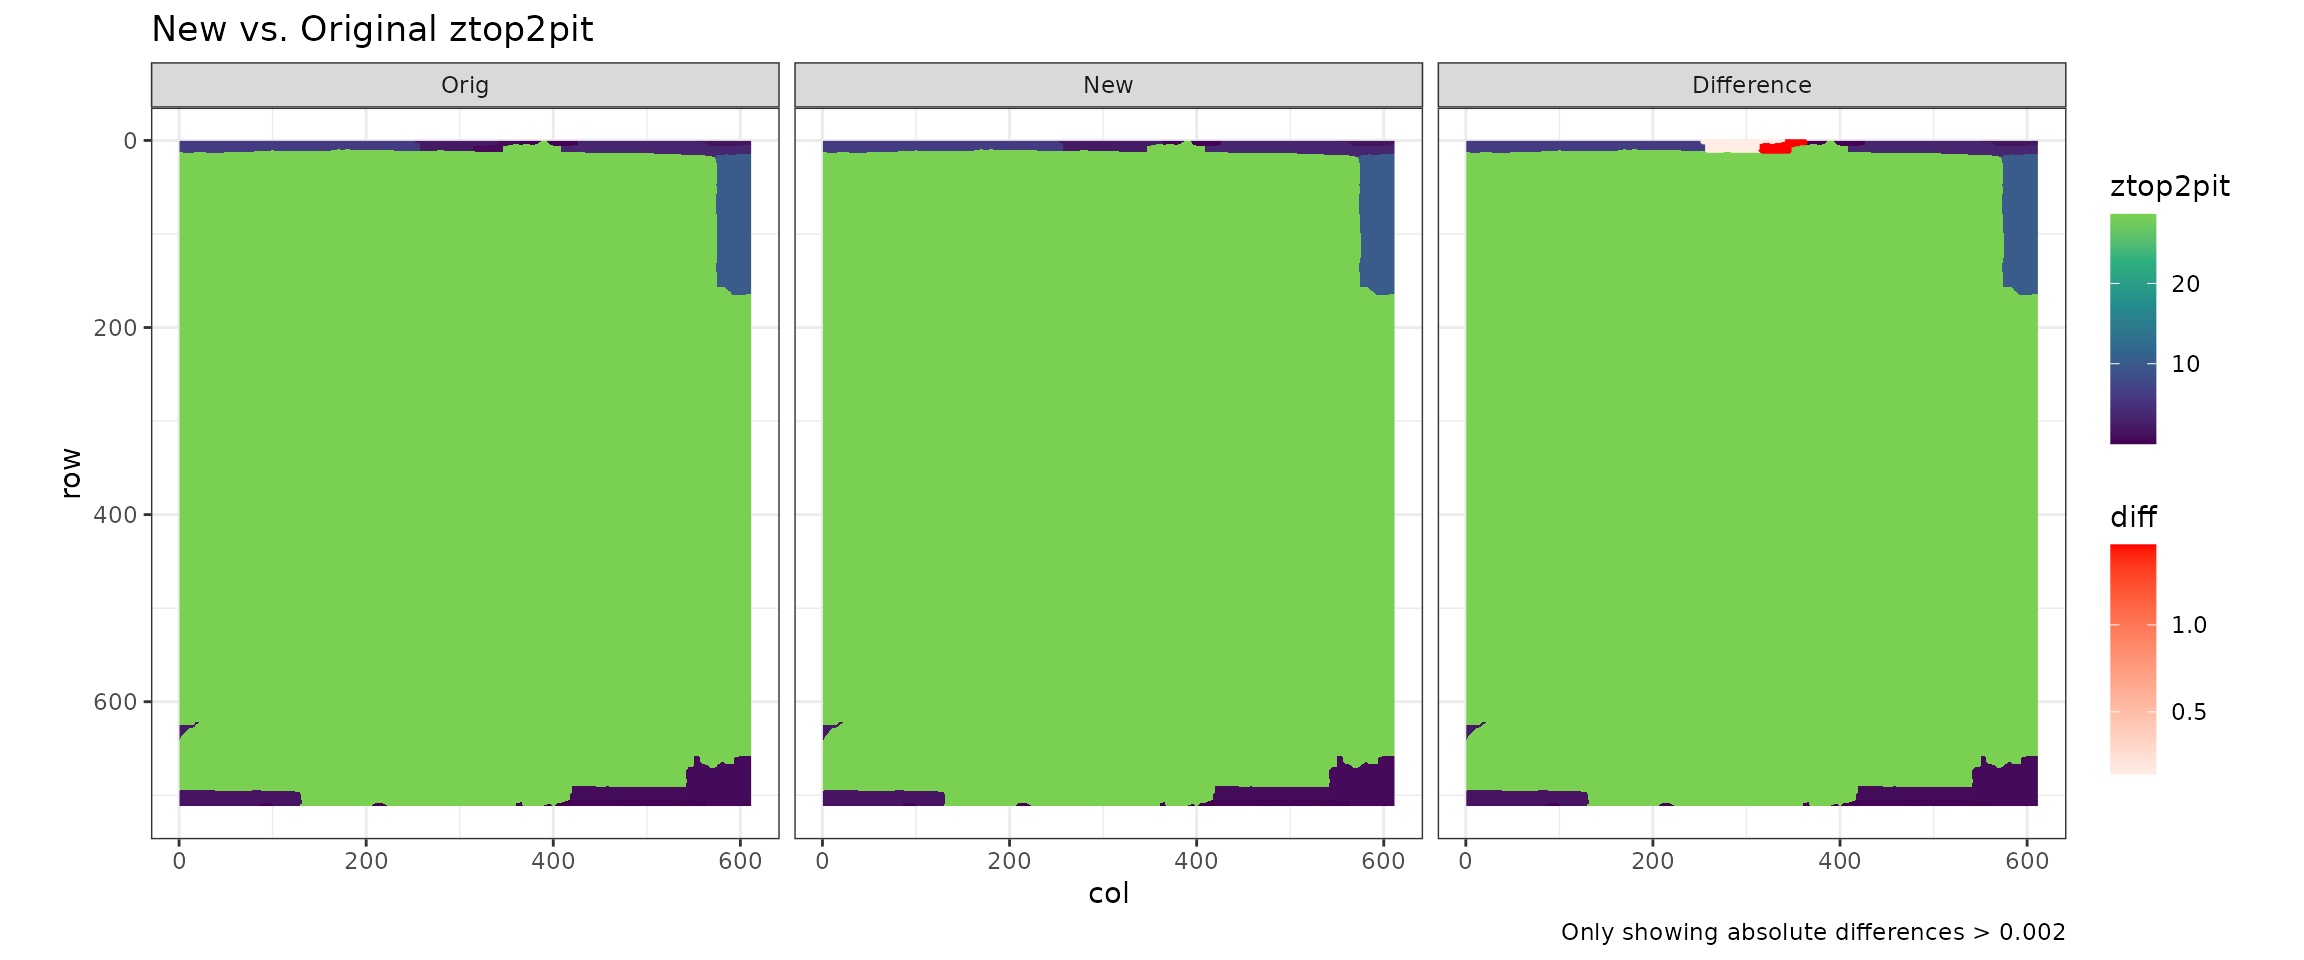 New vs. Original ztop2pit
Orig
New
Difference
0
200
400
600
row
0
200
400
600
0
200
400
600
0
200
400
600
col
ztop2pit
20
10
diff
1.0
0.5
Only showing absolute differences > 0.002